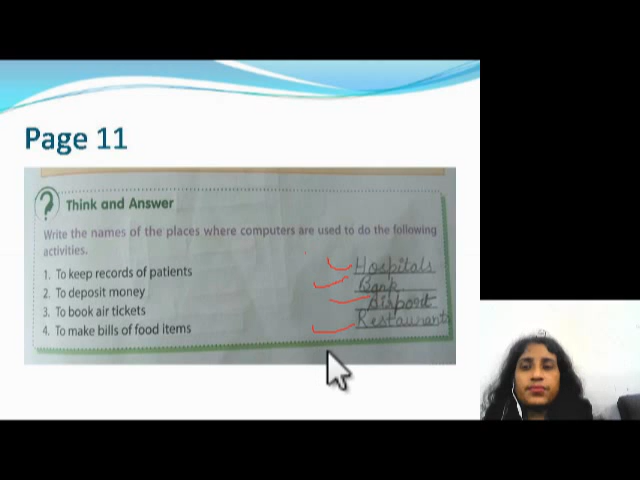 Page 11
?
Think and Answer
Write the names of the places where computers are used to do the following
activities.
1. To keep records of patients Hospitals
2. To deposit money Bank
3. To book air tickets Airport
4. To make bills of food items Restaurants